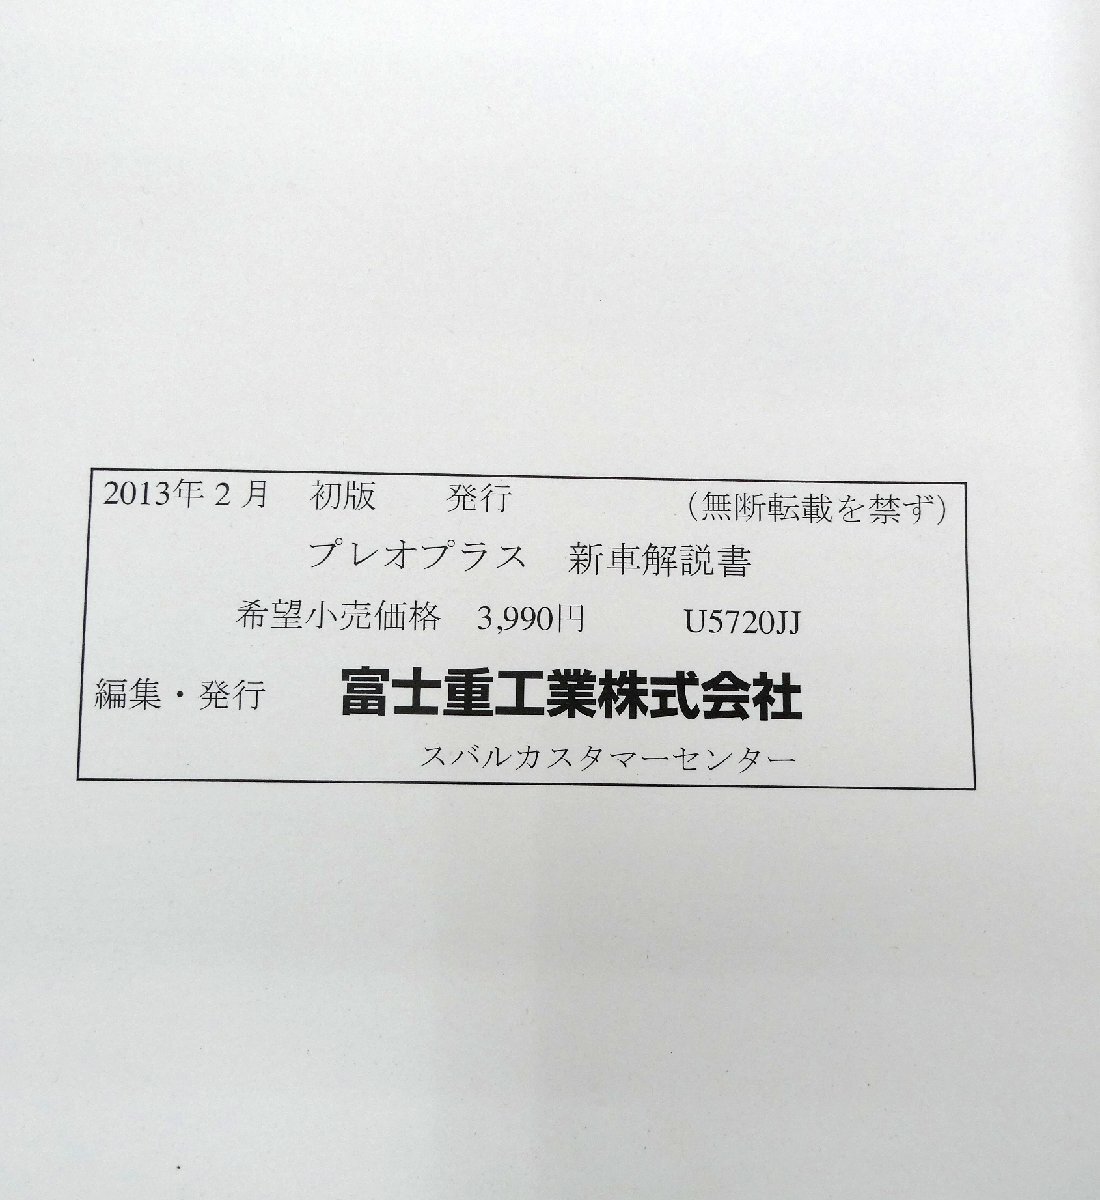 2013年２月　初版　　発行　　　　　（無断転載を禁ず）
プレオプラス　新車解説書
希望小売価格　3,990円　　　U5720JJ
編集・発行　　富士重工業株式会社
スバルカスタマーセンター